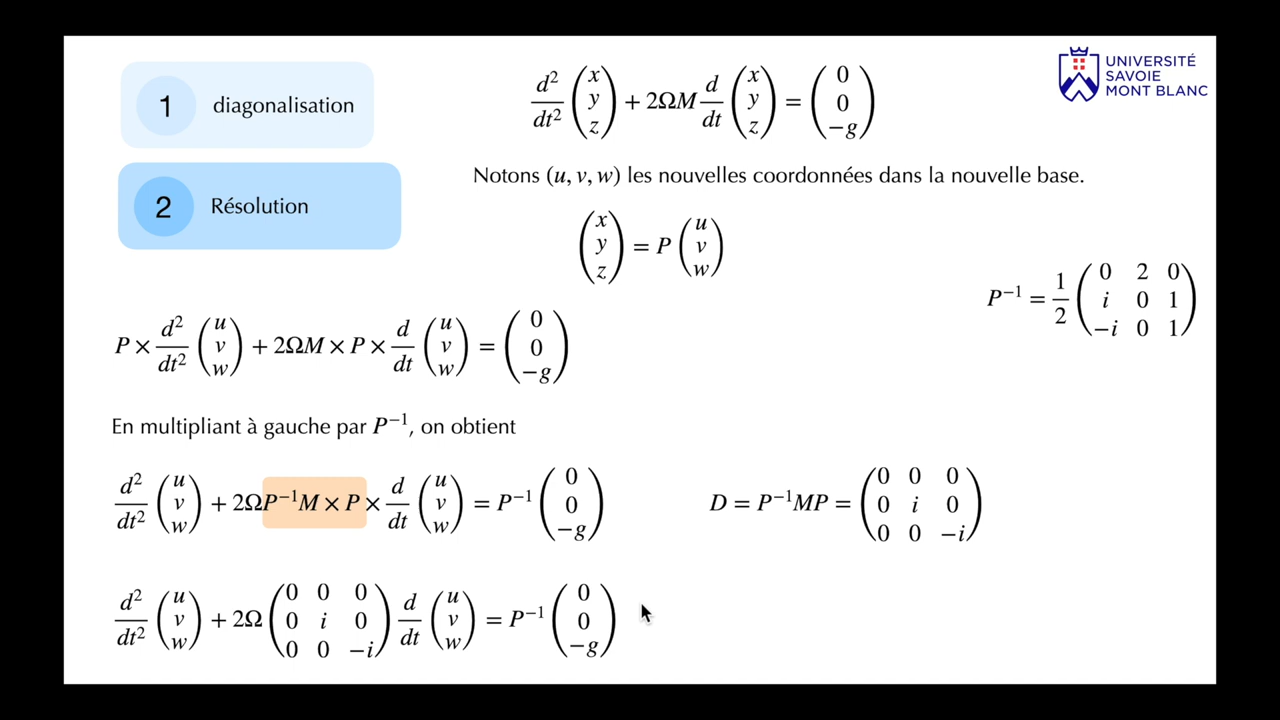 1 diagonalisation
2 Résolution
UNIVERSITÉ
SAVOIE
MONT BLANC
d²/dt² (x y z) + 2ΩM d/dt (x y z) = (0 0 −g)
Notons (u, v, w) les nouvelles coordonnées dans la nouvelle base.
(x y z) = P (u v w)
P⁻¹ = 1/2 (0 2 0 ; i 0 1 ; −i 0 1)
P × d²/dt² (u v w) + 2ΩM × P × d/dt (u v w) = (0 0 −g)
En multipliant à gauche par P⁻¹, on obtient
d²/dt² (u v w) + 2ΩP⁻¹M × P × d/dt (u v w) = P⁻¹ (0 0 −g)
D = P⁻¹MP = (0 0 0 ; 0 i 0 ; 0 0 −i)
d²/dt² (u v w) + 2Ω (0 0 0 ; 0 i 0 ; 0 0 −i) d/dt (u v w) = P⁻¹ (0 0 −g)